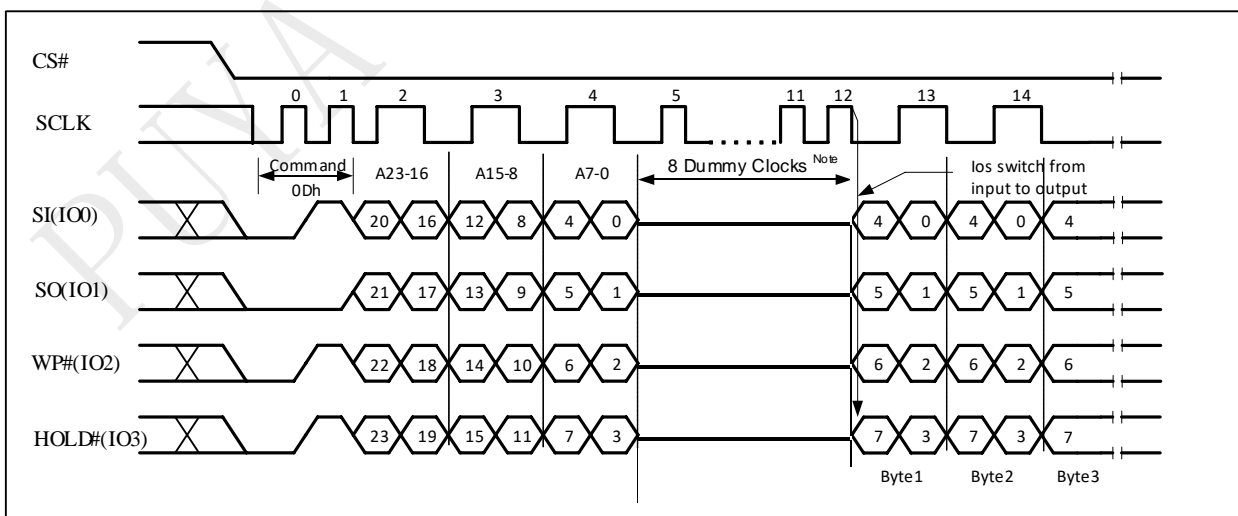 PUYA
CS#
SCLK
0 1 2 3 4 5 11 12 13 14
Command
0Dh
A23-16 A15-8 A7-0
8 Dummy Clocks Note
Ios switch from
input to output
SI(IO0) 20 16 12 8 4 0 4 0 4 0 4
SO(IO1) 21 17 13 9 5 1 5 1 5 1 5
WP#(IO2) 22 18 14 10 6 2 6 2 6 2 6
HOLD#(IO3) 23 19 15 11 7 3 7 3 7 3 7
Byte1 Byte2 Byte3